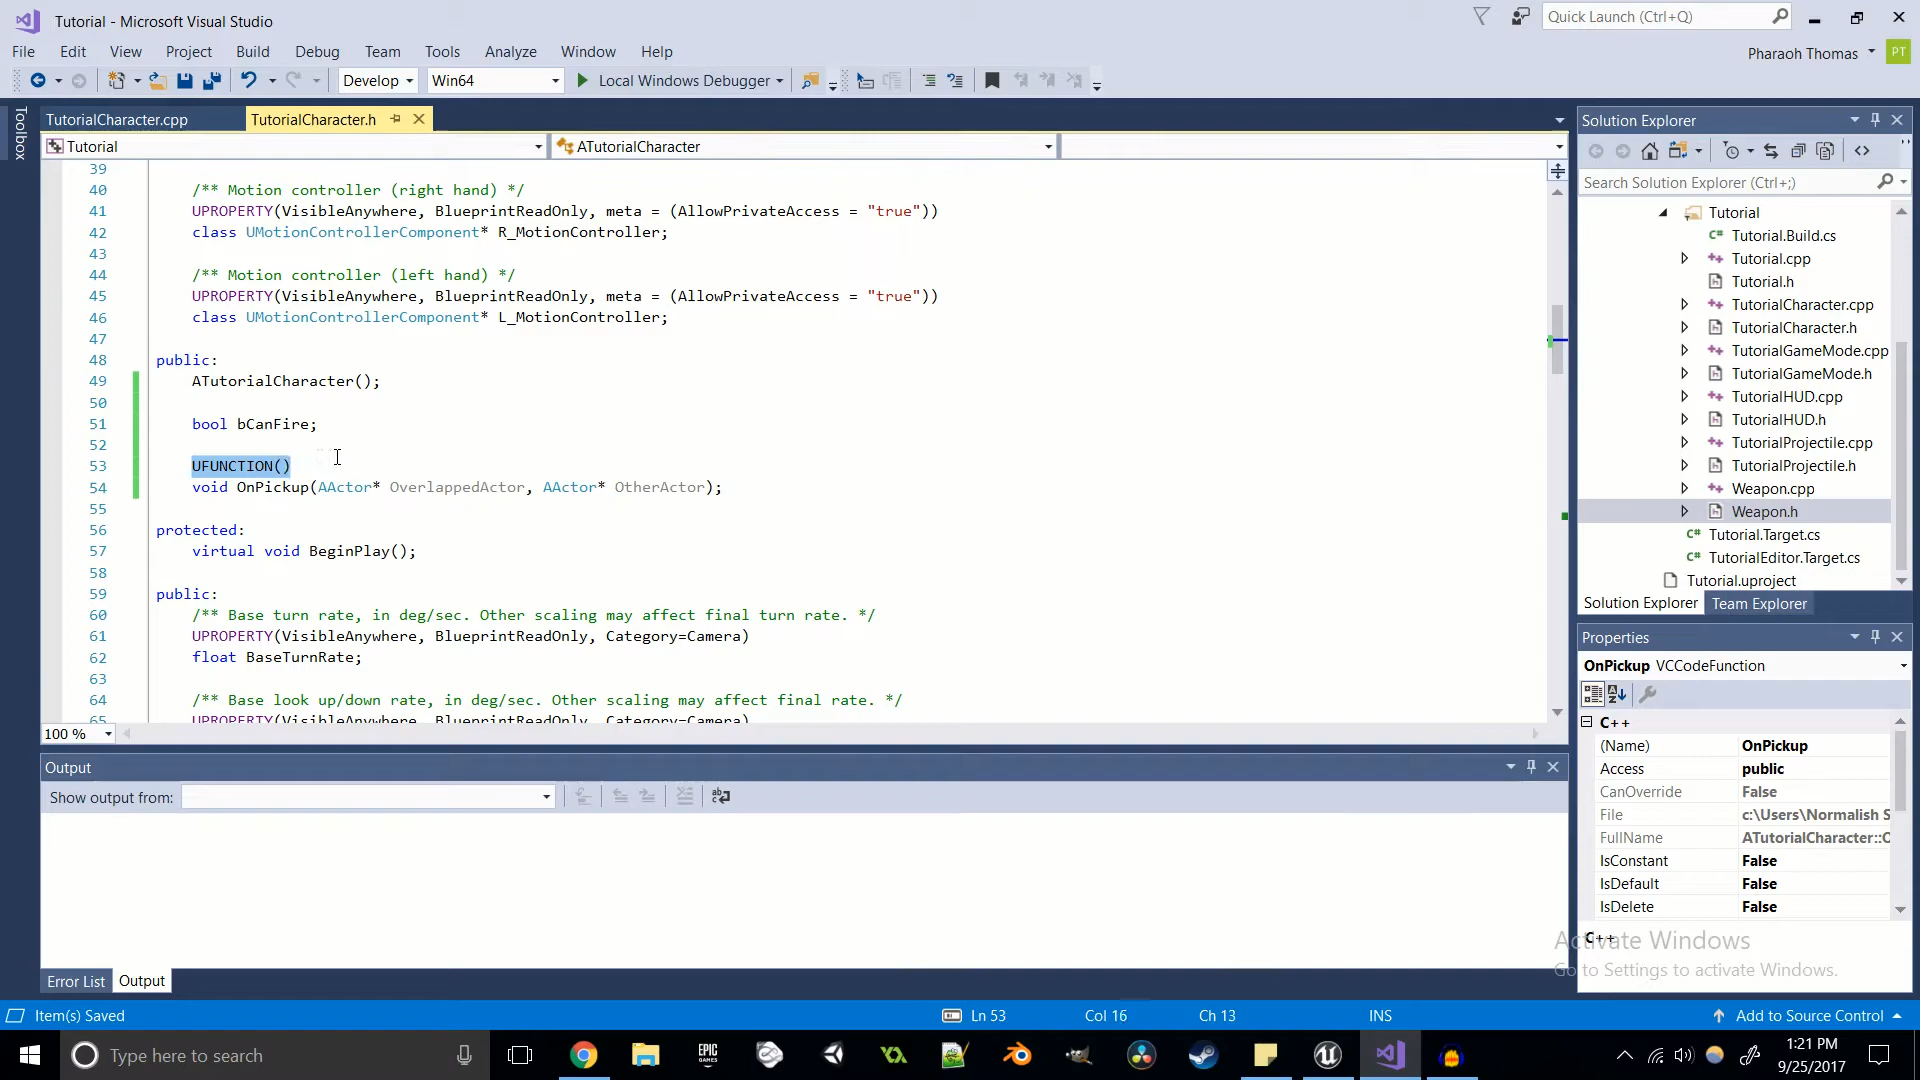 Tutorial - Microsoft Visual Studio
Quick Launch (Ctrl+Q)
File Edit View Project Build Debug Team Tools Analyze Window Help
Pharaoh Thomas PT
Develop Win64 Local Windows Debugger
Toolbox
TutorialCharacter.cpp TutorialCharacter.h
Tutorial ATutorialCharacter
39
40 /** Motion controller (right hand) */
41 UPROPERTY(VisibleAnywhere, BlueprintReadOnly, meta = (AllowPrivateAccess = "true"))
42 class UMotionControllerComponent* R_MotionController;
43
44 /** Motion controller (left hand) */
45 UPROPERTY(VisibleAnywhere, BlueprintReadOnly, meta = (AllowPrivateAccess = "true"))
46 class UMotionControllerComponent* L_MotionController;
47
48 public:
49 ATutorialCharacter();
50
51 bool bCanFire;
52
53 UFUNCTION()
54 void OnPickup(AActor* OverlappedActor, AActor* OtherActor);
55
56 protected:
57 virtual void BeginPlay();
58
59 public:
60 /** Base turn rate, in deg/sec. Other scaling may affect final turn rate. */
61 UPROPERTY(VisibleAnywhere, BlueprintReadOnly, Category=Camera)
62 float BaseTurnRate;
63
64 /** Base look up/down rate, in deg/sec. Other scaling may affect final rate. */
65 UPROPERTY(VisibleAnywhere, BlueprintReadOnly, Category=Camera)
100 %
Output
Show output from:
Error List Output
Solution Explorer
Search Solution Explorer (Ctrl+;)
Tutorial
Tutorial.Build.cs
Tutorial.cpp
Tutorial.h
TutorialCharacter.cpp
TutorialCharacter.h
TutorialGameMode.cpp
TutorialGameMode.h
TutorialHUD.cpp
TutorialHUD.h
TutorialProjectile.cpp
TutorialProjectile.h
Weapon.cpp
Weapon.h
Tutorial.Target.cs
TutorialEditor.Target.cs
Tutorial.uproject
Solution Explorer Team Explorer
Properties
OnPickup VCCodeFunction
C++
(Name) OnPickup
Access public
CanOverride False
File c:\Users\Normalish S
FullName ATutorialCharacter::O
IsConstant False
IsDefault False
IsDelete False
C++
Activate Windows
Go to Settings to activate Windows.
Item(s) Saved Ln 53 Col 16 Ch 13 INS Add to Source Control
Type here to search
EPIC GAMES
1:21 PM
9/25/2017